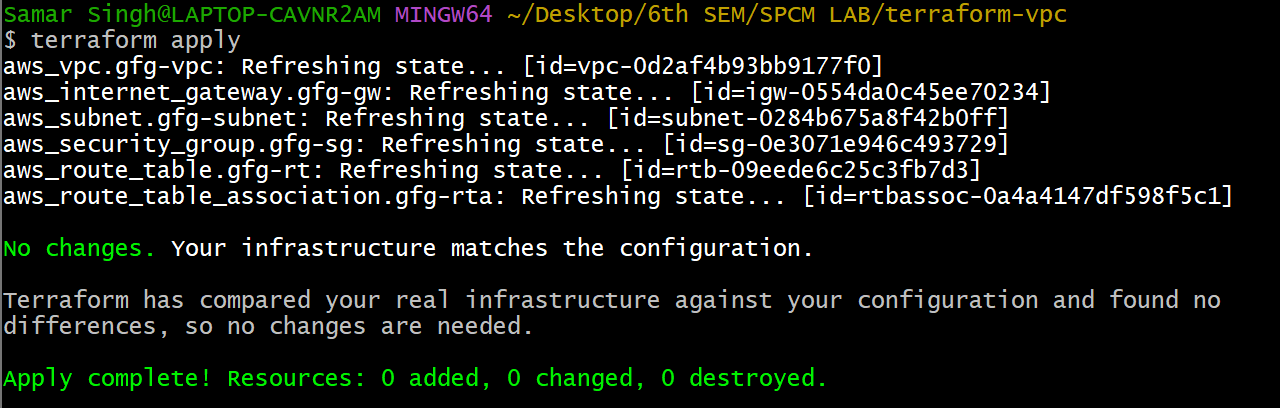 Samar Singh@LAPTOP-CAVNR2AM MINGW64 ~/Desktop/6th SEM/SPCM LAB/terraform-vpc
$ terraform apply
aws_vpc.gfg-vpc: Refreshing state... [id=vpc-0d2af4b93bb9177f0]
aws_internet_gateway.gfg-gw: Refreshing state... [id=igw-0554da0c45ee70234]
aws_subnet.gfg-subnet: Refreshing state... [id=subnet-0284b675a8f42b0ff]
aws_security_group.gfg-sg: Refreshing state... [id=sg-0e3071e946c493729]
aws_route_table.gfg-rt: Refreshing state... [id=rtb-09eede6c25c3fb7d3]
aws_route_table_association.gfg-rta: Refreshing state... [id=rtbassoc-0a4a4147df598f5c1]
No changes. Your infrastructure matches the configuration.
Terraform has compared your real infrastructure against your configuration and found no
differences, so no changes are needed.
Apply complete! Resources: 0 added, 0 changed, 0 destroyed.